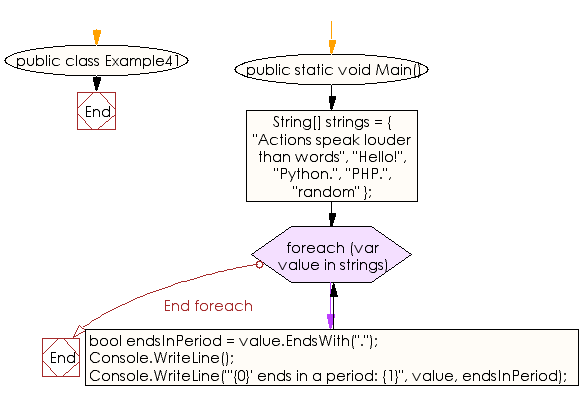 public class Example41
End
public static void Main()
String[] strings = {
"Actions speak louder
than words", "Hello!",
"Python.", "PHP.",
"random" };
foreach (var
value in strings)
End foreach
End
bool endsInPeriod = value.EndsWith(".");
Console.WriteLine();
Console.WriteLine("'{0}' ends in a period: {1}", value, endsInPeriod);